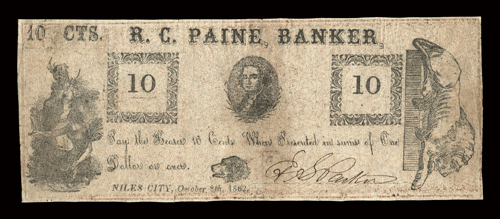 10 CTS. R. C. PAINE, BANKER,
10 10
Pay the Bearer 10 Cents When Presented in sums of One
Dollar or over.
NILES CITY, October 8th, 1862.